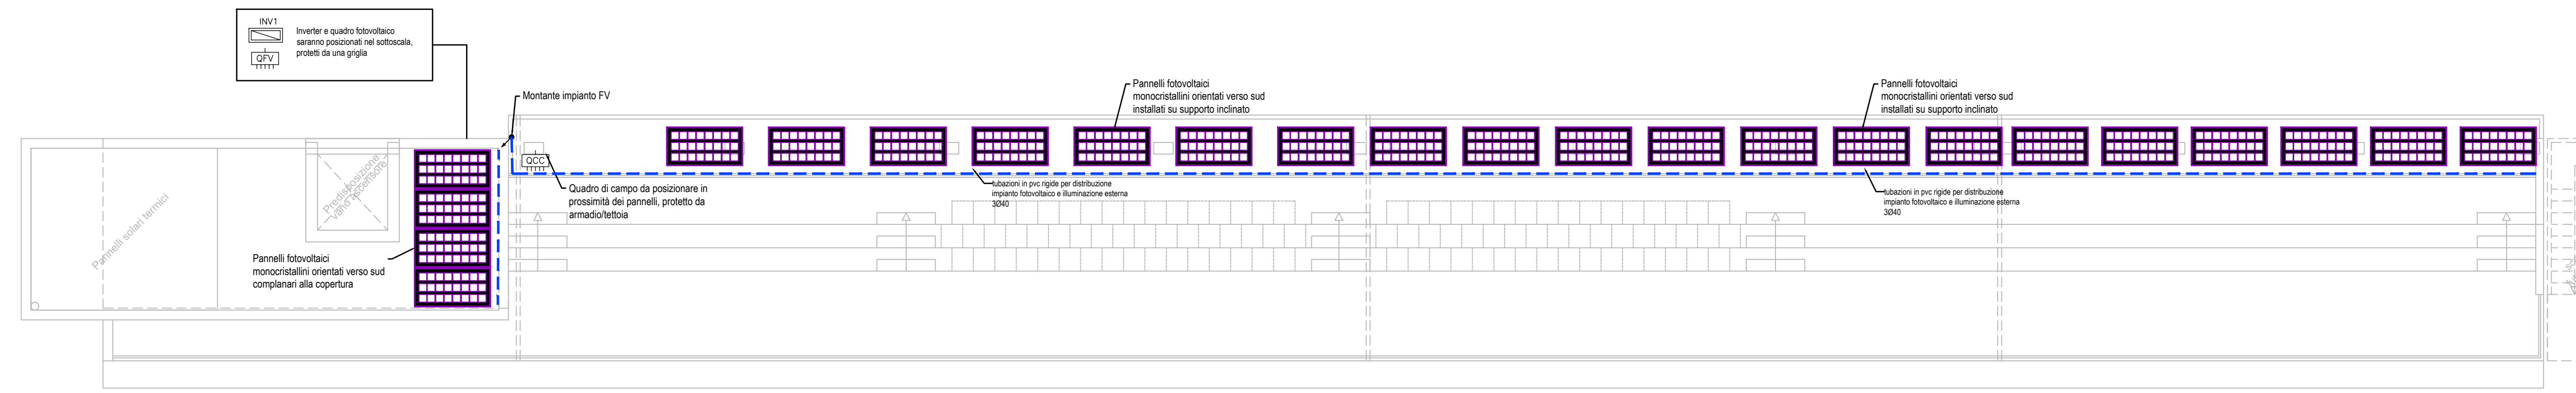 INV1
QFV
Inverter e quadro fotovoltaico
saranno posizionati nel sottoscala,
protetti da una griglia
Montante impianto FV
Pannelli fotovoltaici
monocristallini orientati verso sud
installati su supporto inclinato
Pannelli fotovoltaici
monocristallini orientati verso sud
installati su supporto inclinato
QCC
Quadro di campo da posizionare in
prossimità dei pannelli, protetto da
armadio/tettoia
tubazioni in pvc rigide per distribuzione
impianto fotovoltaico e illuminazione esterna
3Ø40
tubazioni in pvc rigide per distribuzione
impianto fotovoltaico e illuminazione esterna
3Ø40
Predisposizione
vano ascensore
Pannelli solari termici
Pannelli fotovoltaici
monocristallini orientati verso sud
complanari alla copertura